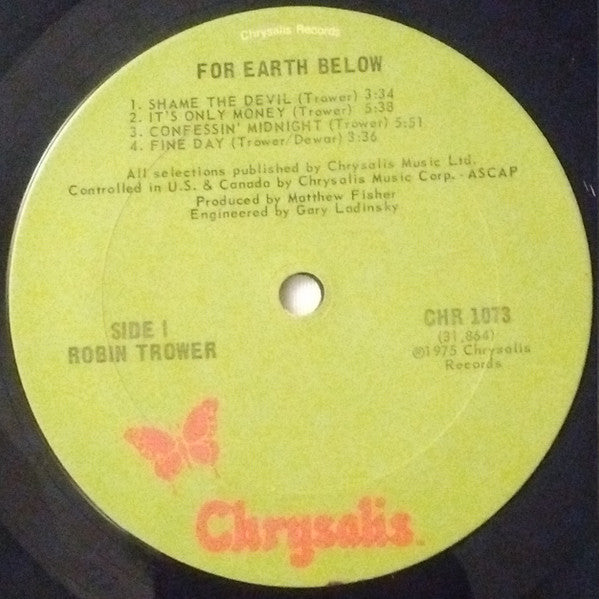 Chrysalis Records
FOR EARTH BELOW
1. SHAME THE DEVIL (Trower) 3:34
2. IT'S ONLY MONEY (Trower) 5:38
3. CONFESSIN' MIDNIGHT (Trower) 5:51
4. FINE DAY (Trower/Dewar) 3:36
All selections published by Chrysalis Music Ltd.
Controlled in U.S. & Canada by Chrysalis Music Corp. - ASCAP
Produced by Matthew Fisher
Engineered by Gary Ladinsky
SIDE I
ROBIN TROWER
CHR 1073
(31,864)
℗1975 Chrysalis
Records
Chrysalis